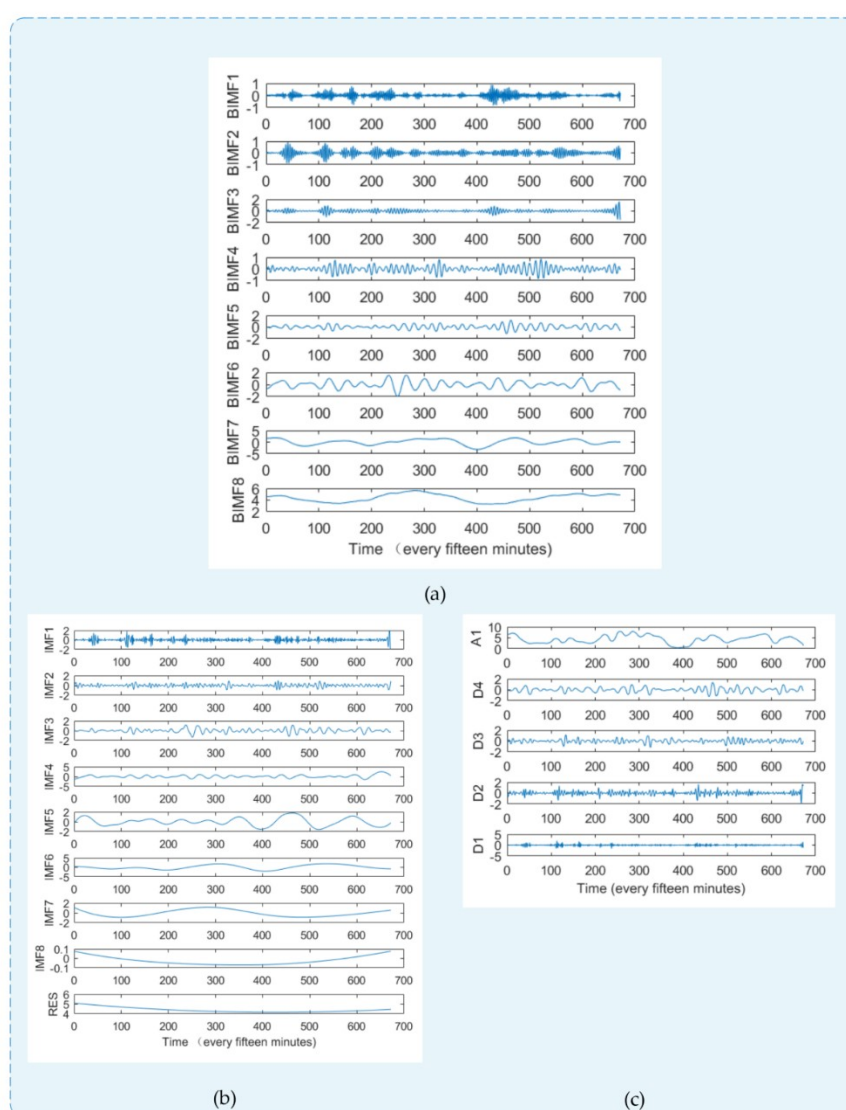 BIMF1
1
0
-1
0 100 200 300 400 500 600 700
BIMF2
1
0
-1
0 100 200 300 400 500 600 700
BIMF3
2
0
-2
0 100 200 300 400 500 600 700
BIMF4
1
0
-1
0 100 200 300 400 500 600 700
BIMF5
2
0
-2
0 100 200 300 400 500 600 700
BIMF6
2
0
-2
0 100 200 300 400 500 600 700
BIMF7
5
0
-5
0 100 200 300 400 500 600 700
BIMF8
6
4
2
0 100 200 300 400 500 600 700
Time （every fifteen minutes)
(a)
IMF1
2
0
-2
0 100 200 300 400 500 600 700
IMF2
2
0
-2
0 100 200 300 400 500 600 700
IMF3
2
0
-2
0 100 200 300 400 500 600 700
IMF4
5
0
-5
0 100 200 300 400 500 600 700
IMF5
2
0
-2
0 100 200 300 400 500 600 700
IMF6
5
0
-5
0 100 200 300 400 500 600 700
IMF7
2
0
-2
0 100 200 300 400 500 600 700
IMF8
0.1
-0.1
0 100 200 300 400 500 600 700
RES
6
5
4
0 100 200 300 400 500 600 700
Time （every fifteen minutes)
(b)
A1
10
5
0
0 100 200 300 400 500 600 700
D4
2
0
-2
0 100 200 300 400 500 600 700
D3
2
0
-2
0 100 200 300 400 500 600 700
D2
2
0
-2
0 100 200 300 400 500 600 700
D1
5
0
-5
0 100 200 300 400 500 600 700
Time (every fifteen minutes)
(c)